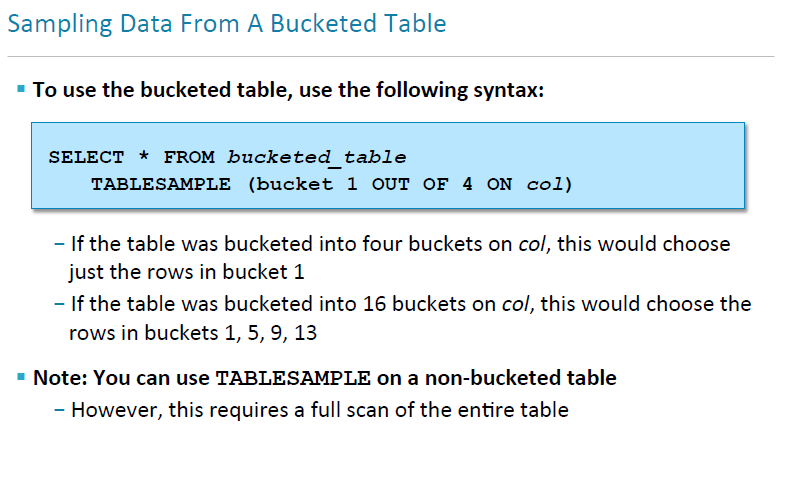 Sampling Data From A Bucketed Table
▪ To use the bucketed table, use the following syntax:
SELECT * FROM bucketed_table
TABLESAMPLE (bucket 1 OUT OF 4 ON col)
– If the table was bucketed into four buckets on col, this would choose
just the rows in bucket 1
– If the table was bucketed into 16 buckets on col, this would choose the
rows in buckets 1, 5, 9, 13
▪ Note: You can use TABLESAMPLE on a non-bucketed table
– However, this requires a full scan of the entire table